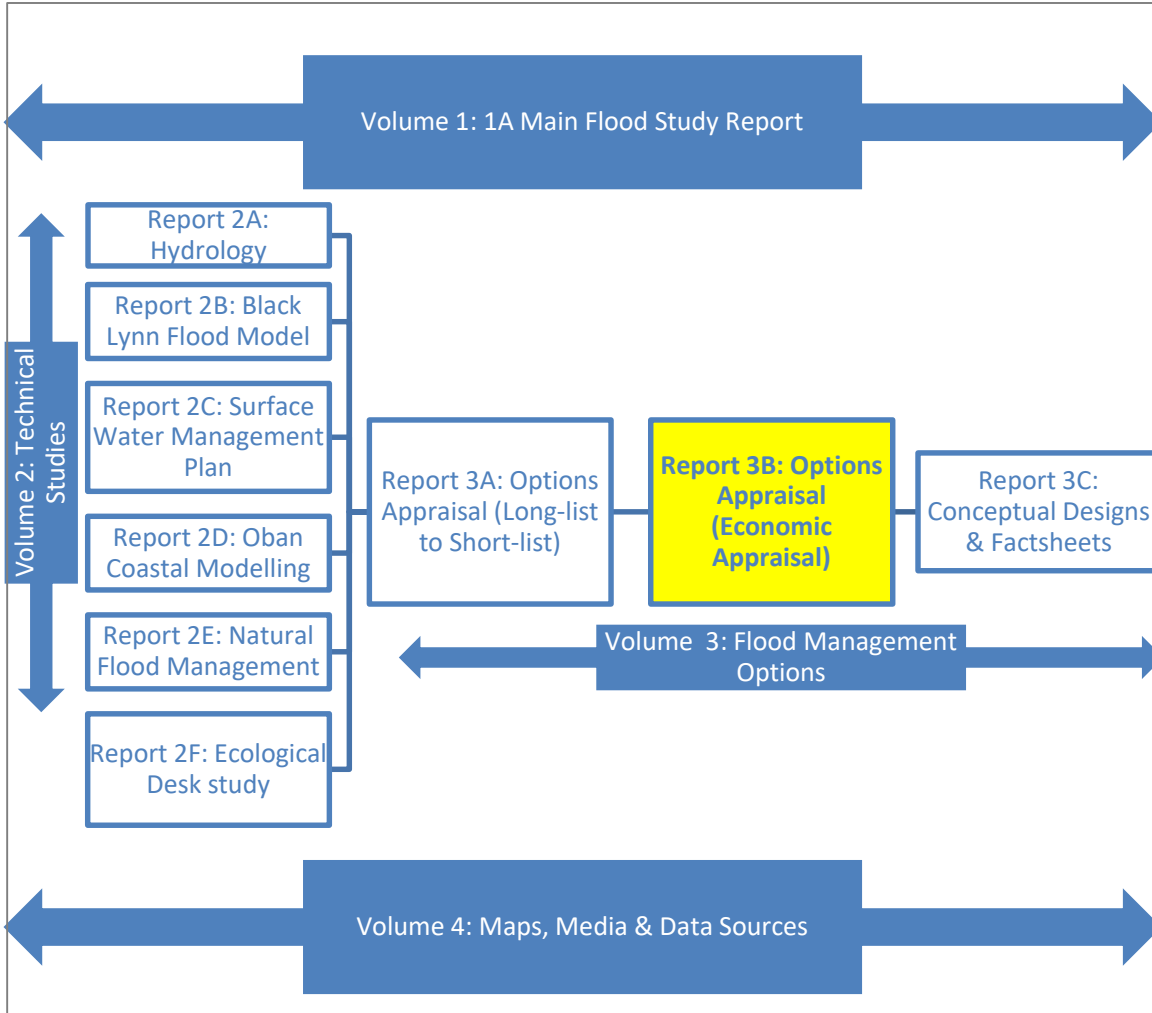 Volume 1: 1A Main Flood Study Report
Volume 2: Technical
Studies
Report 2A:
Hydrology
Report 2B: Black
Lynn Flood Model
Report 2C: Surface
Water Management
Plan
Report 2D: Oban
Coastal Modelling
Report 2E: Natural
Flood Management
Report 2F: Ecological
Desk study
Report 3A: Options
Appraisal (Long-list
to Short-list)
Report 3B: Options
Appraisal
(Economic
Appraisal)
Report 3C:
Conceptual Designs
& Factsheets
Volume 3: Flood Management
Options
Volume 4: Maps, Media & Data Sources